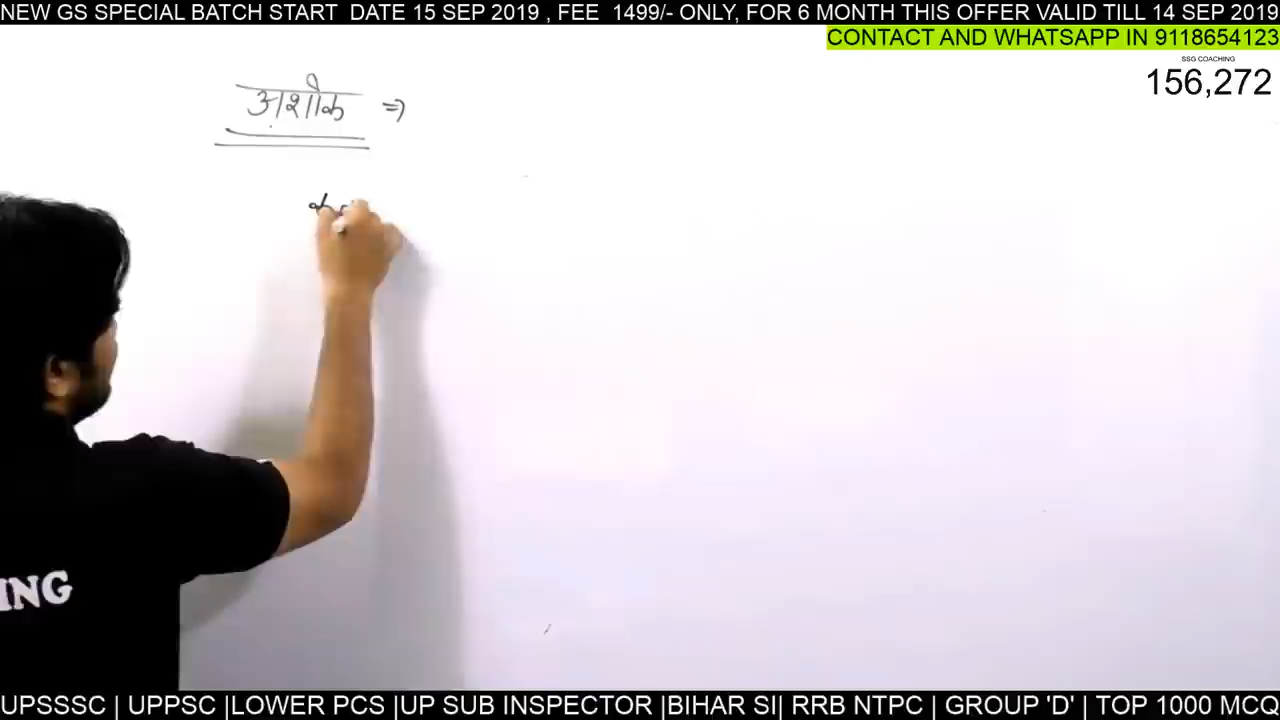 NEW GS SPECIAL BATCH START DATE 15 SEP 2019 , FEE 1499/- ONLY, FOR 6 MONTH THIS OFFER VALID TILL 14 SEP 2019
CONTACT AND WHATSAPP IN 9118654123
SSG COACHING
156,272
अशोक ⇒
ING
UPSSSC | UPPSC |LOWER PCS |UP SUB INSPECTOR |BIHAR SI| RRB NTPC | GROUP 'D' | TOP 1000 MCQ